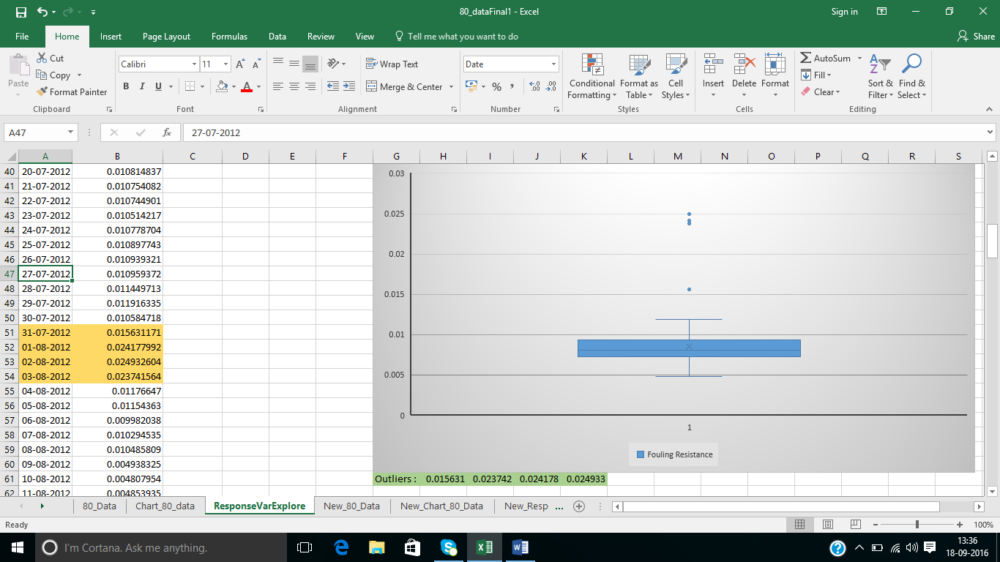 80_dataFinal1 - Excel
Sign in
File Home Insert Page Layout Formulas Data Review View Tell me what you want to do Share
Paste
Cut
Copy
Format Painter
Clipboard
Calibri 11
B I U
Font
Wrap Text
Merge & Center
Alignment
Date
% ,
Number
Conditional Formatting
Format as Table
Cell Styles
Styles
Insert
Delete
Format
Cells
AutoSum
Fill
Clear
Sort & Filter
Find & Select
Editing
A47 fx 27-07-2012
A B C D E F G H I J K L M N O P Q R S
40 20-07-2012 0.010814837
41 21-07-2012 0.010754082
42 22-07-2012 0.010744901
43 23-07-2012 0.010514217
44 24-07-2012 0.010778704
45 25-07-2012 0.010897743
46 26-07-2012 0.010939321
47 27-07-2012 0.010959372
48 28-07-2012 0.011449713
49 29-07-2012 0.011916335
50 30-07-2012 0.010584718
51 31-07-2012 0.015631171
52 01-08-2012 0.024177992
53 02-08-2012 0.024932604
54 03-08-2012 0.023741564
55 04-08-2012 0.01176647
56 05-08-2012 0.01154363
57 06-08-2012 0.009982038
58 07-08-2012 0.010294535
59 08-08-2012 0.010485809
60 09-08-2012 0.004938325
61 10-08-2012 0.004807954
62 11-08-2012 0.004853935
0.03
0.025
0.02
0.015
0.01
0.005
0
1
Fouling Resistance
Outliers : 0.015631 0.023742 0.024178 0.024933
80_Data Chart_80_data ResponseVarExplore New_80_Data New_Chart_80_Data New_Resp ...
Ready
100%
I'm Cortana. Ask me anything.
13:36
18-09-2016